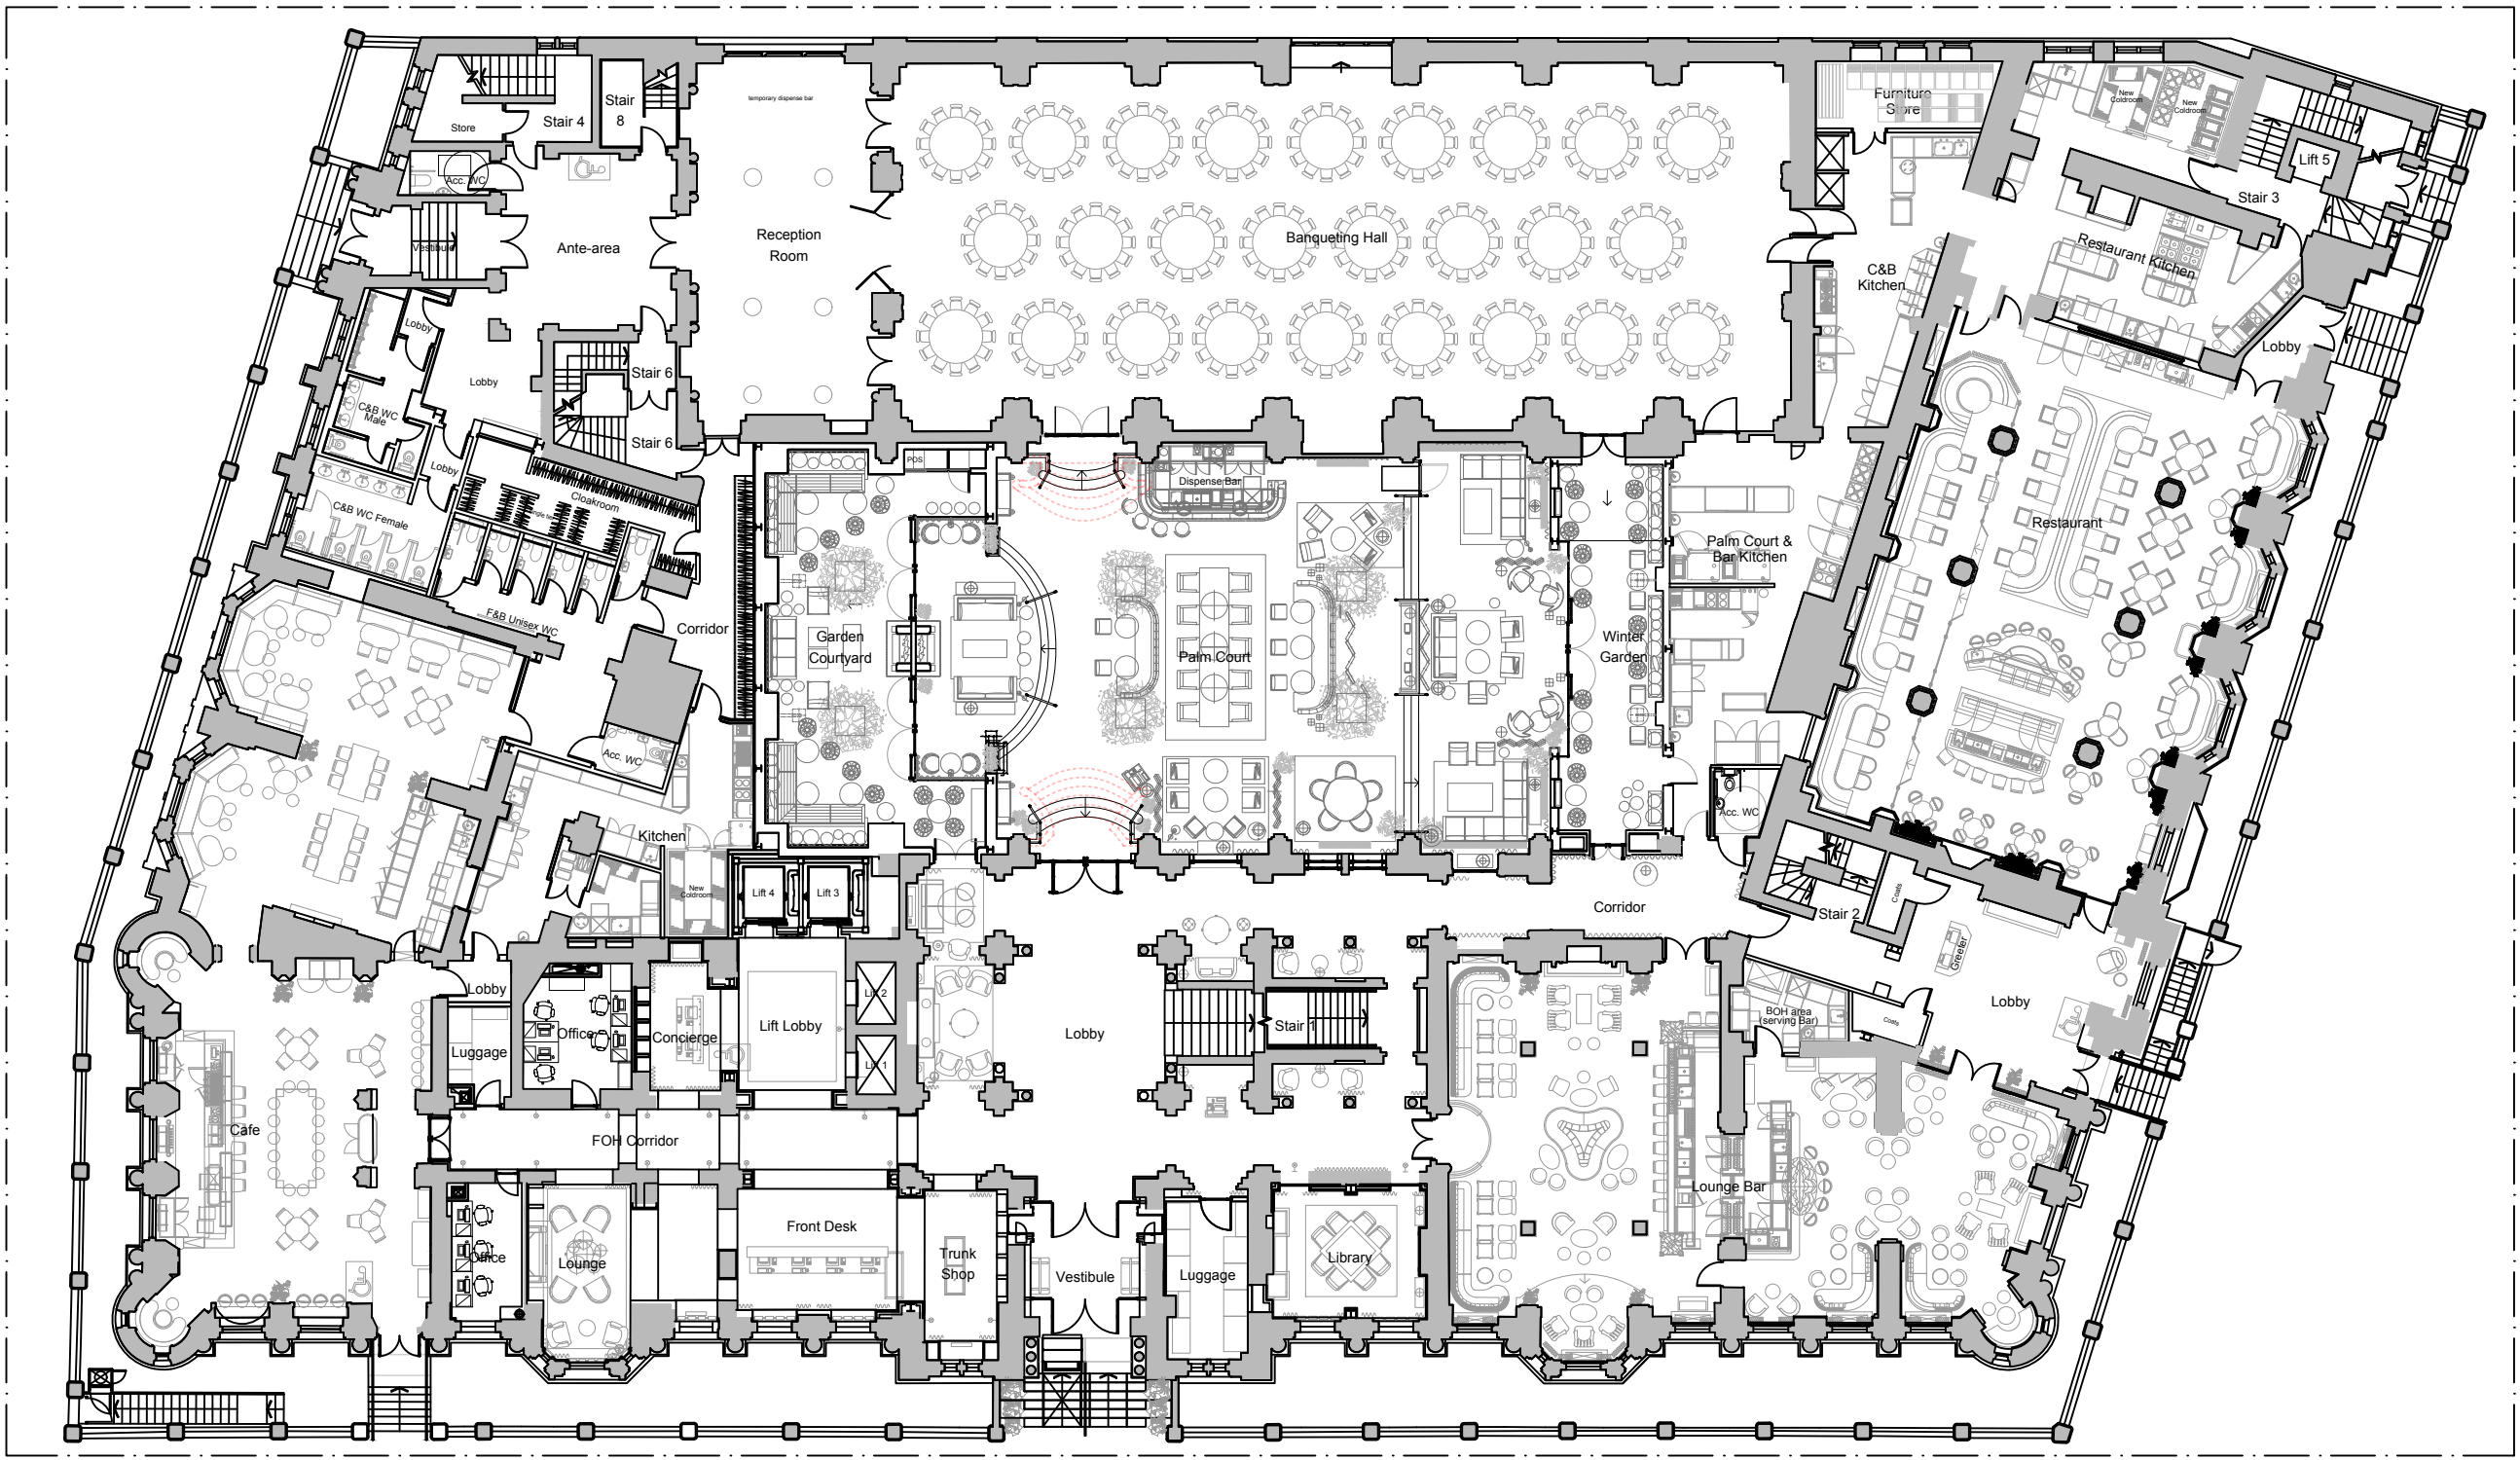 temporary dispense bar
Stair
8
Store
Stair 4
Acc. WC
Vestibule
Ante-area
Reception
Room
Banqueting Hall
Furniture
Store
New
Coldroom
New
Coldroom
Lift 5
Stair 3
Restaurant Kitchen
C&B
Kitchen
Lobby
Lobby
Lobby
Stair 6
Stair 6
C&B WC
Male
Lobby
Cloakroom
C&B WC Female
F&B Unisex WC
Corridor
Acc. WC
POS
Dispense Bar
Garden
Courtyard
Palm Court
Winter
Garden
Palm Court &
Bar Kitchen
Restaurant
Acc. WC
Kitchen
New
Coldroom
Lift 4
Lift 3
Corridor
Stair 2
Coats
Greeter
Lobby
Lobby
Luggage
Office
Concierge
Lift Lobby
Lift 2
Lift 1
Lobby
Stair 1
BOH area
(serving Bar)
Coats
Cafe
FOH Corridor
Lounge Bar
Office
Lounge
Front Desk
Trunk
Shop
Vestibule
Luggage
Library